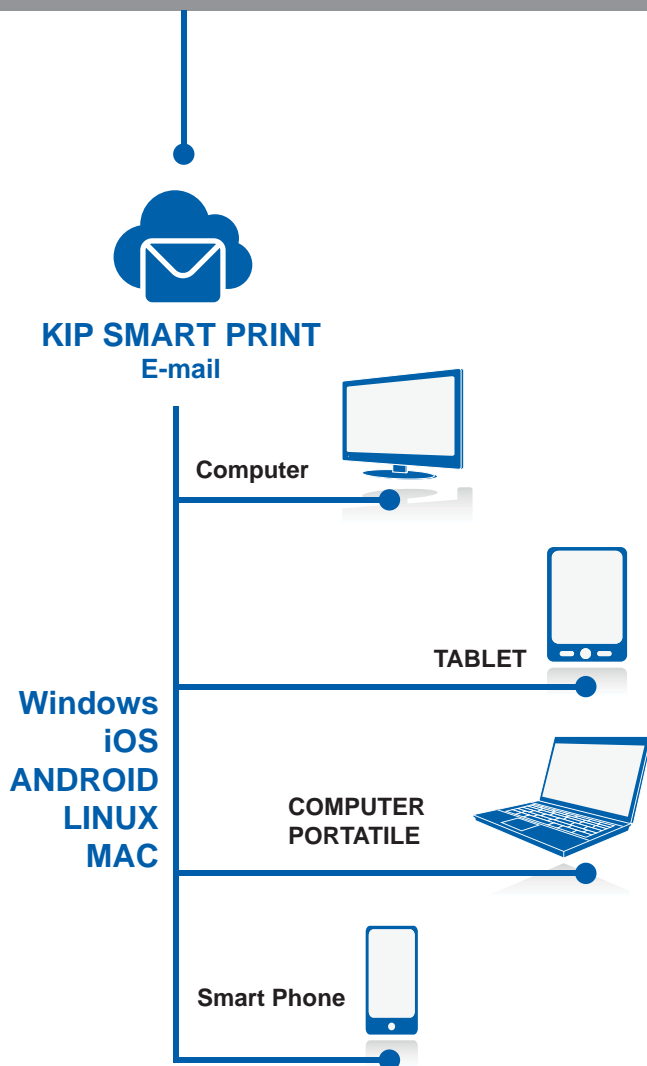 KIP SMART PRINT
E-mail
Computer
TABLET
Windows
iOS
ANDROID
LINUX
MAC
COMPUTER
PORTATILE
Smart Phone